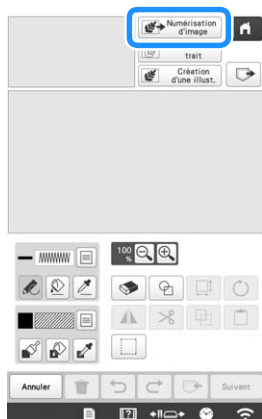 Numérisation
d'image
trait
Création
d'une illust.
100
%
Annuler
Suivant